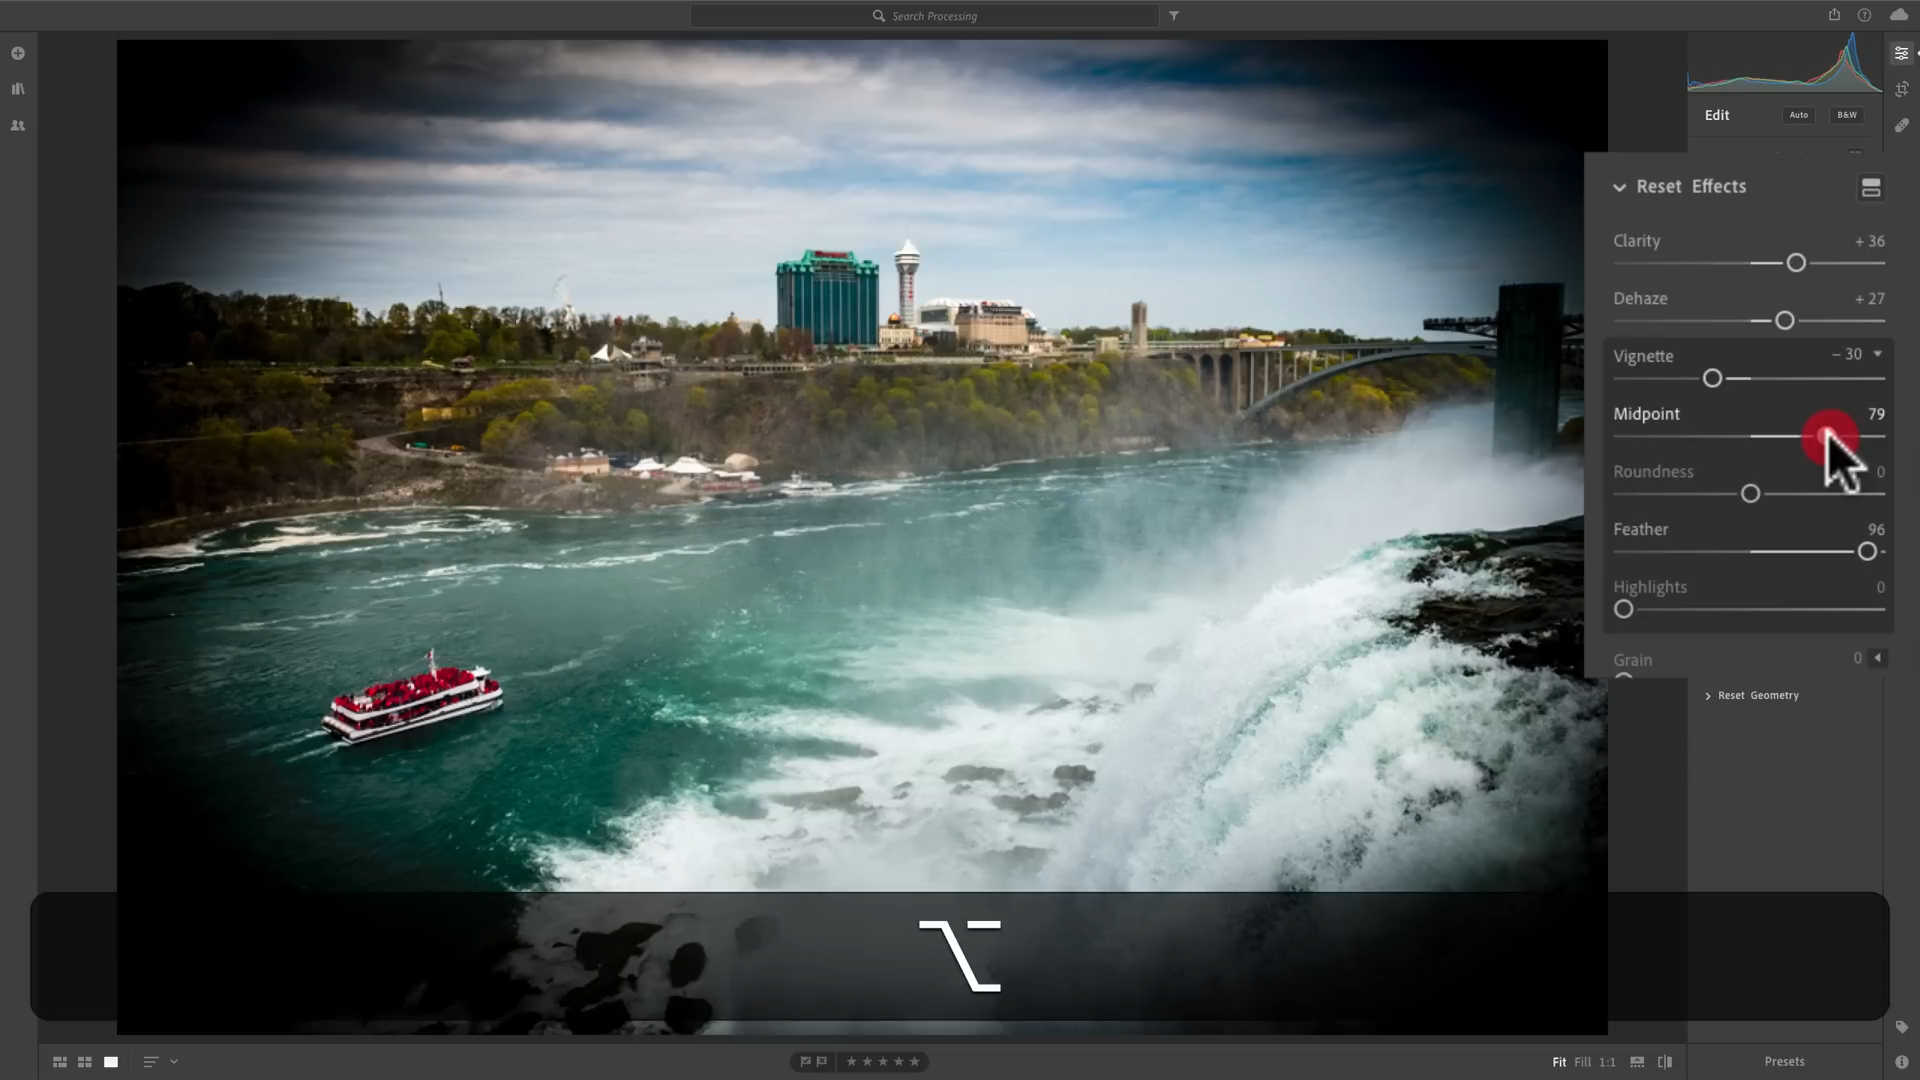 Search Processing
Edit
Auto
B&W
Reset Effects
Clarity
+ 36
Dehaze
+ 27
Vignette
– 30
Midpoint
79
Roundness
0
Feather
96
Highlights
0
Grain
0
Reset Geometry
⌥
Fit
Fill
1:1
Presets